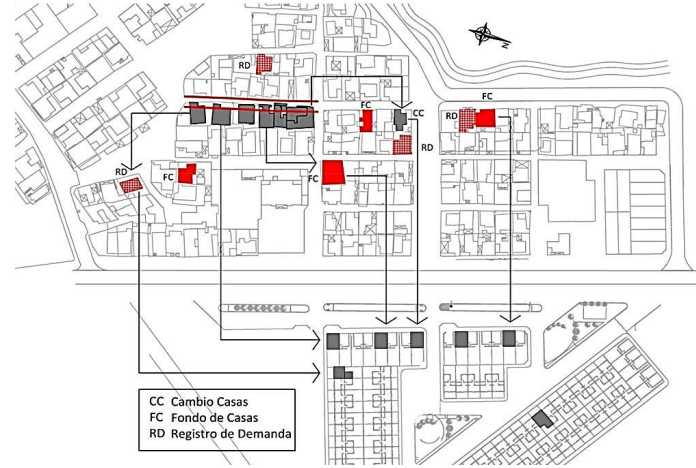 N
RD
FC
FC
CC
RD
RD
RD
FC
FC
CC Cambio Casas
FC Fondo de Casas
RD Registro de Demanda